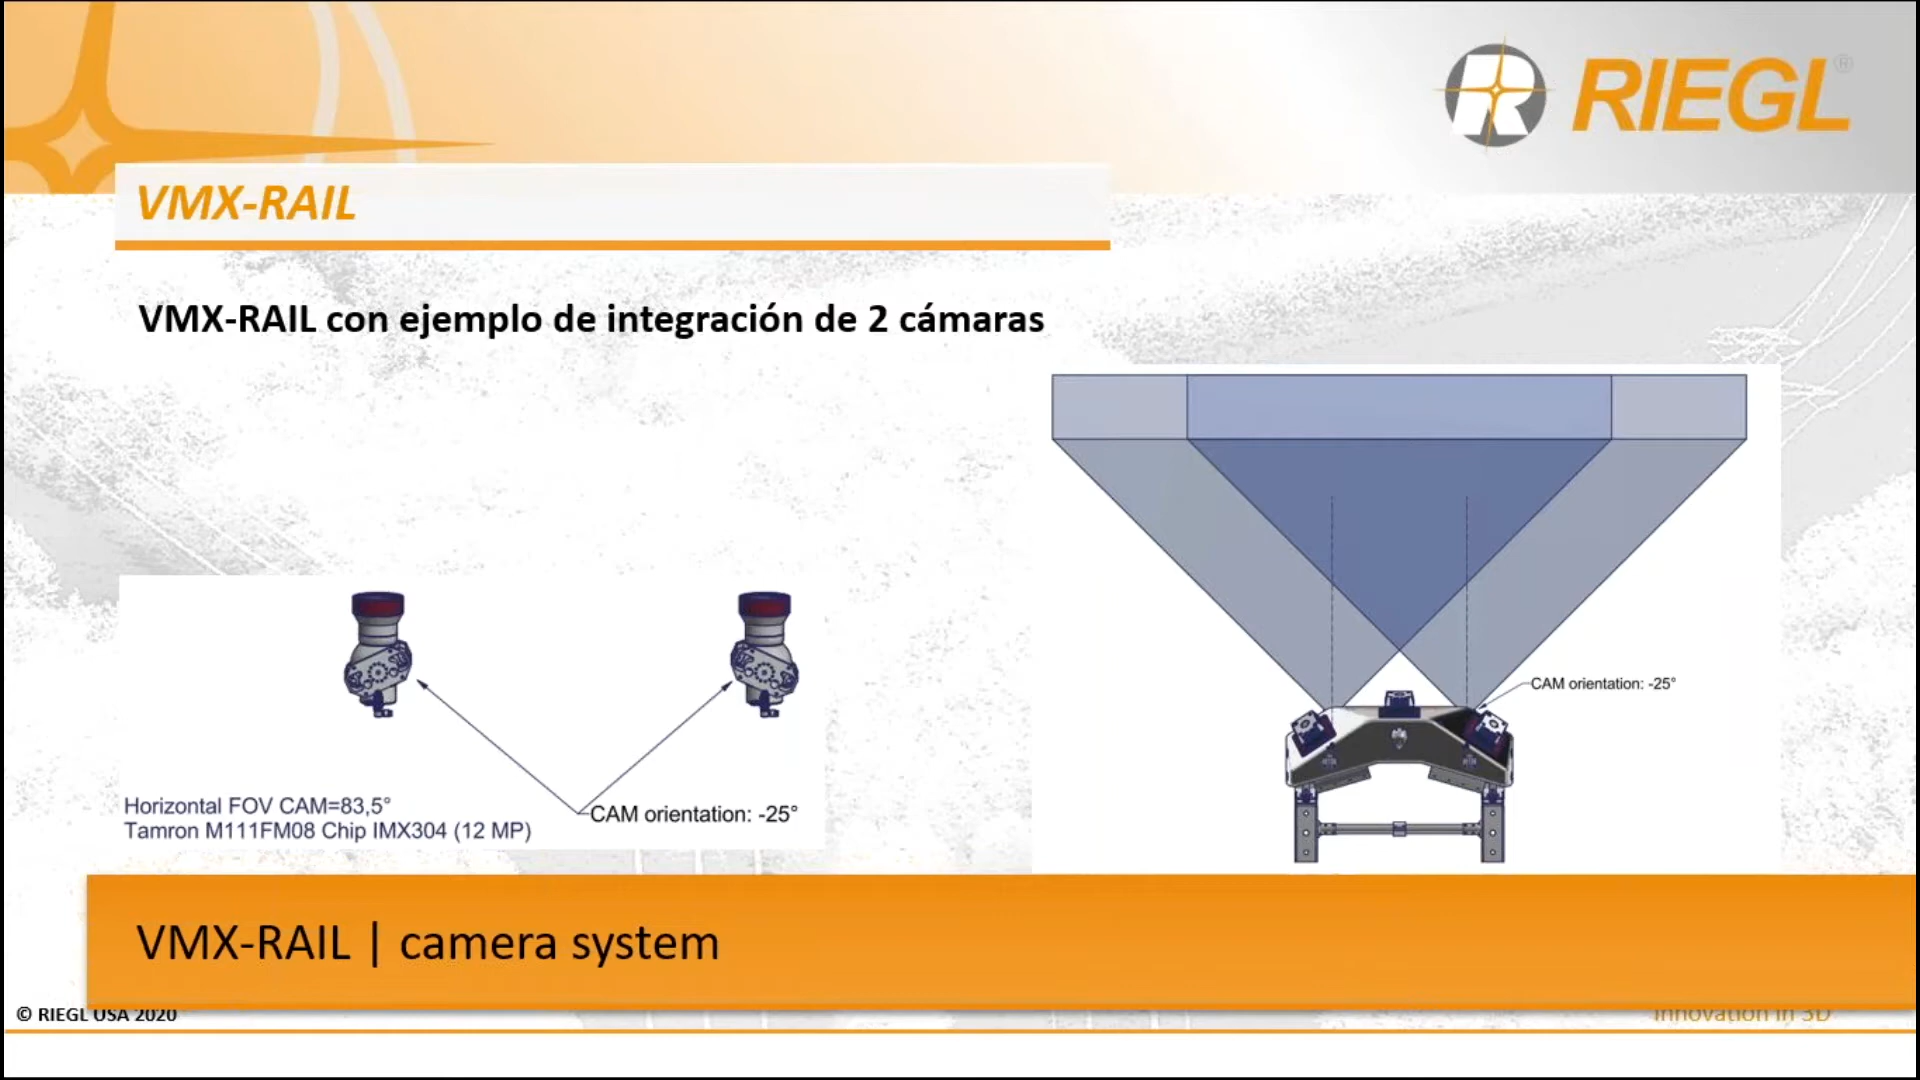 RIEGL®
VMX-RAIL
VMX-RAIL con ejemplo de integración de 2 cámaras
CAM orientation: -25°
Horizontal FOV CAM=83,5°
Tamron M111FM08 Chip IMX304 (12 MP)
CAM orientation: -25°
VMX-RAIL | camera system
© RIEGL USA 2020
Innovation in 3D